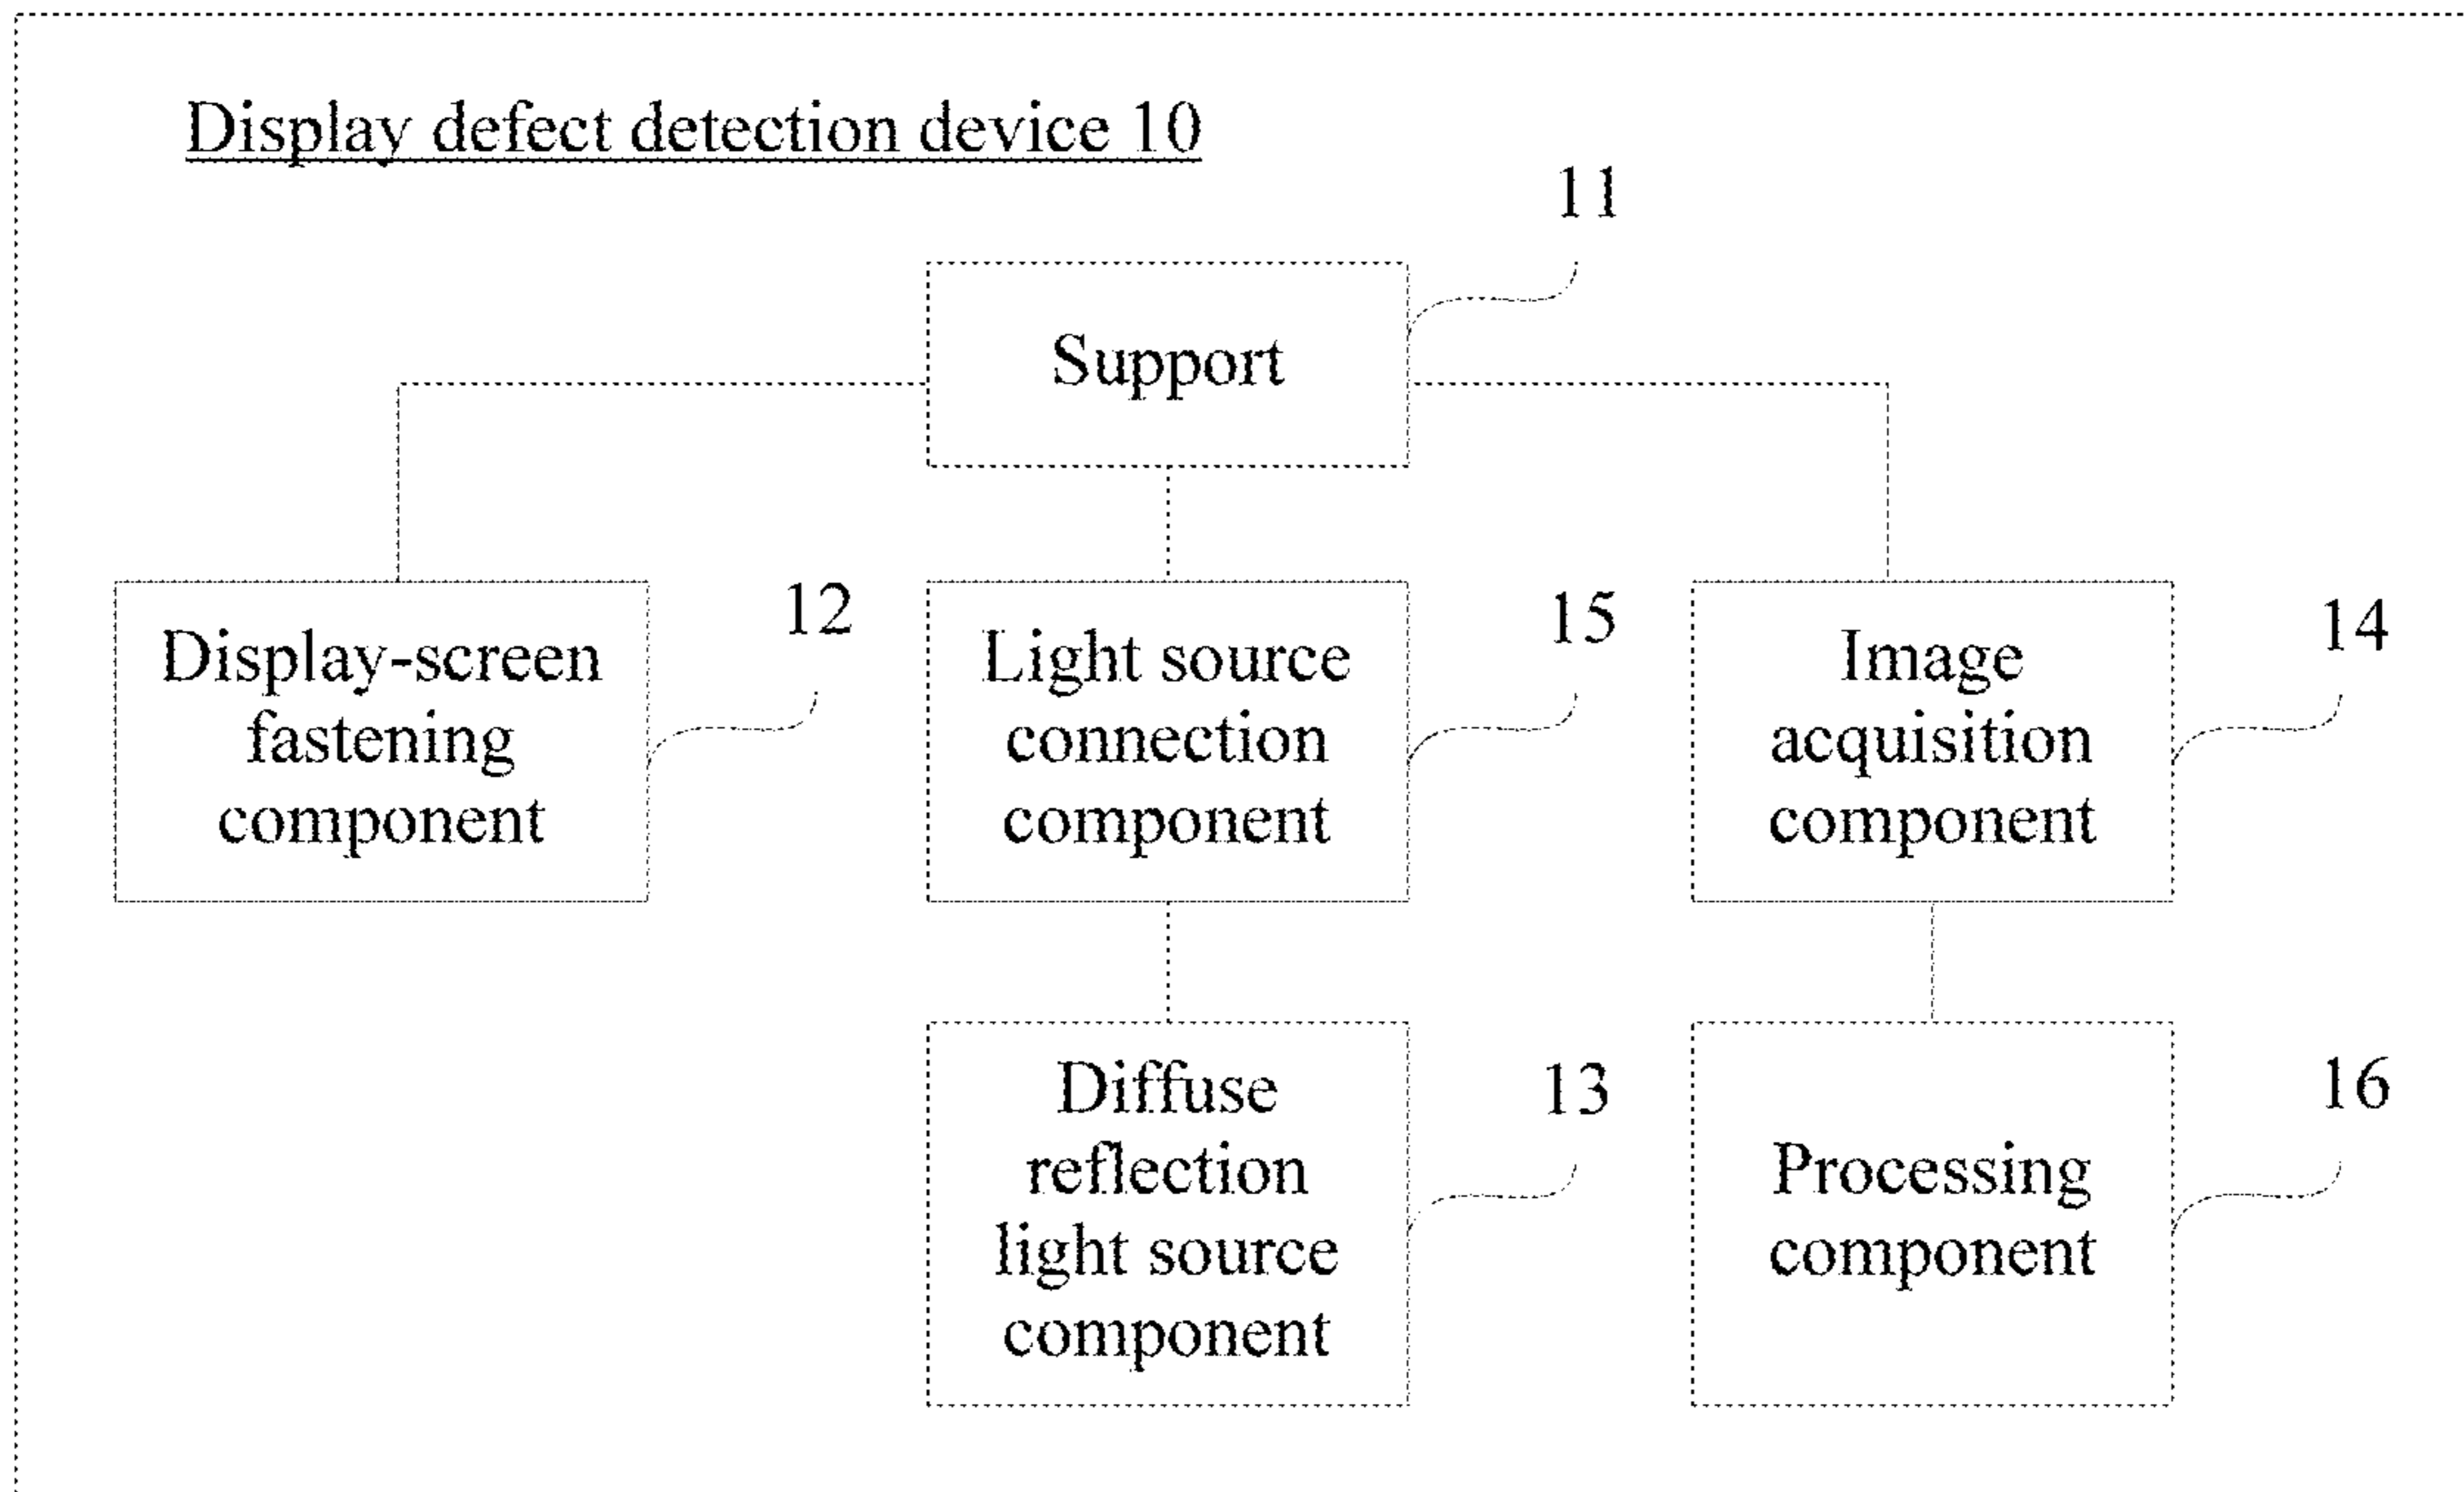 Display defect detection device 10
11
Support
12
Display-screen
fastening
component
15
Light source
connection
component
14
Image
acquisition
component
13
Diffuse
reflection
light source
component
16
Processing
component